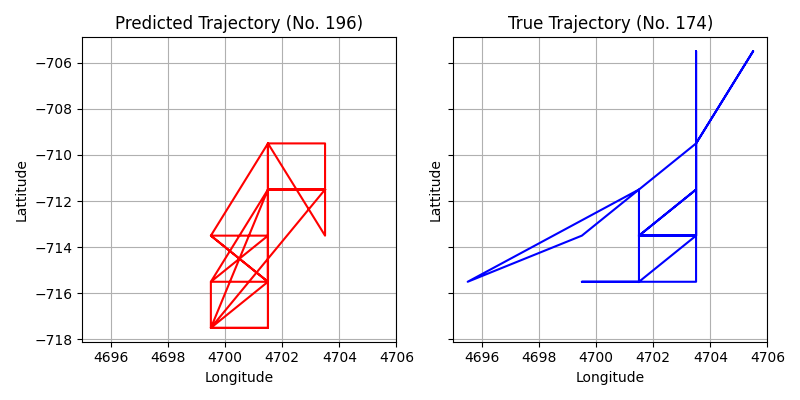 Predicted Trajectory (No. 196)
True Trajectory (No. 174)
−706
−708
−710
−712
−714
−716
−718
Lattitude
Lattitude
4696 4698 4700 4702 4704 4706
4696 4698 4700 4702 4704 4706
Longitude
Longitude